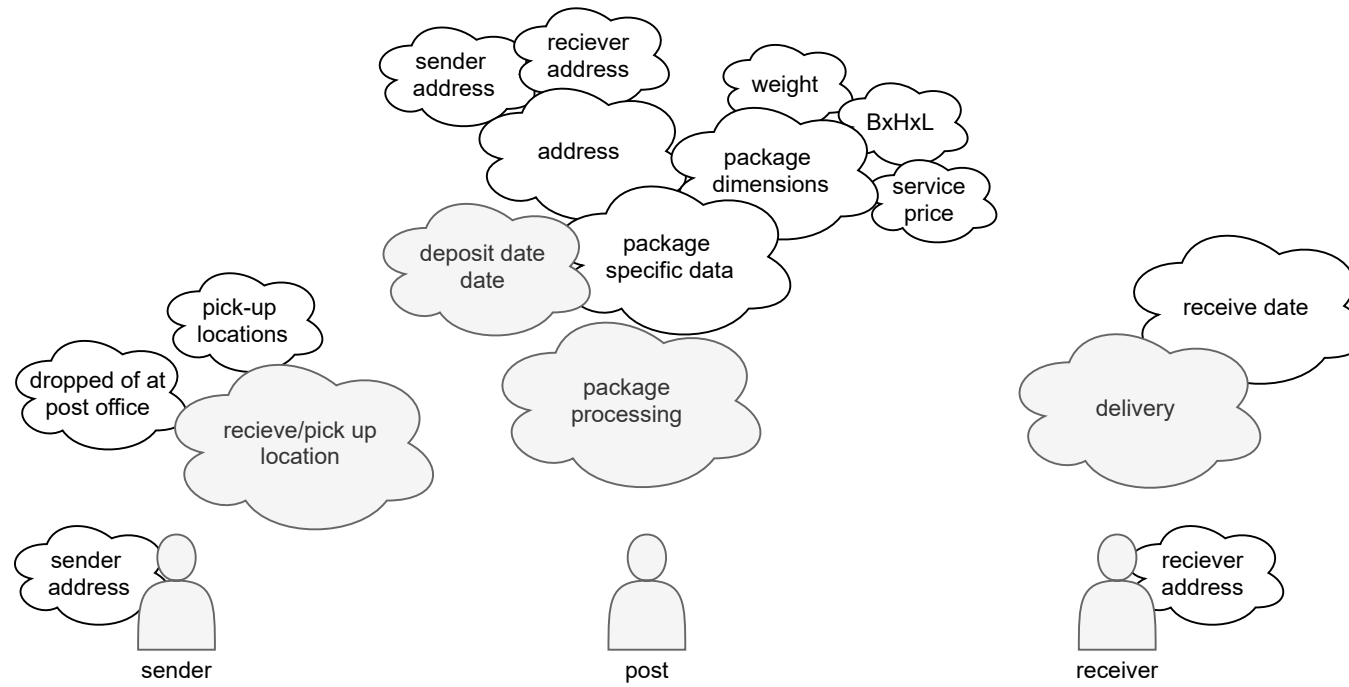 sender
address
reciever
address
weight
BxHxL
address
package
dimensions
service
price
deposit date
date
package
specific data
pick-up
locations
receive date
dropped of at
post office
recieve/pick up
location
package
processing
delivery
sender
address
reciever
address
sender
post
receiver